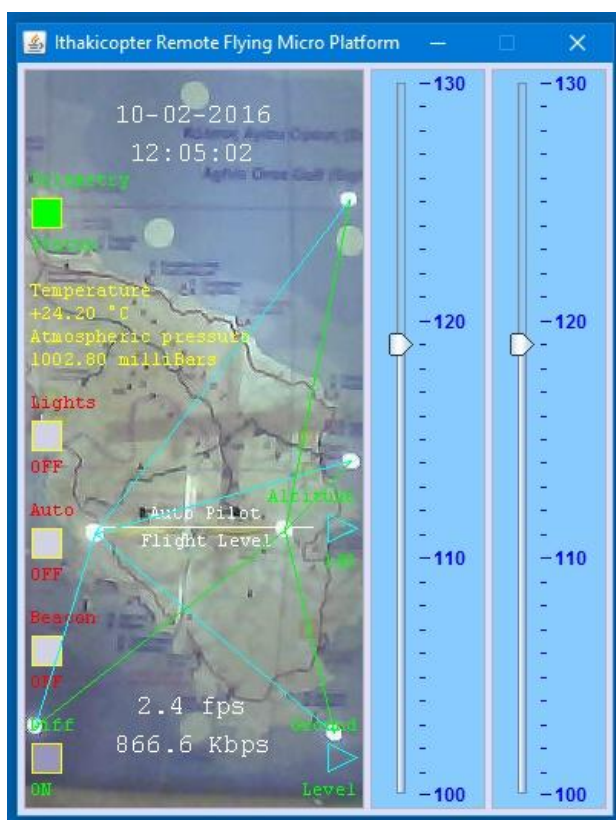 Ithakicopter Remote Flying Micro Platform
10-02-2016
12:05:02
Telemetry
Temperature
+24.20 °C
Atmospheric pressure
1002.80 milliBars
Lights
OFF
Auto
OFF
Altitude
Auto Pilot
Flight Level
Beacon
OFF
Diff
ON
2.4 fps
866.6 Kbps
Ground
Level
130
120
110
100
130
120
110
100